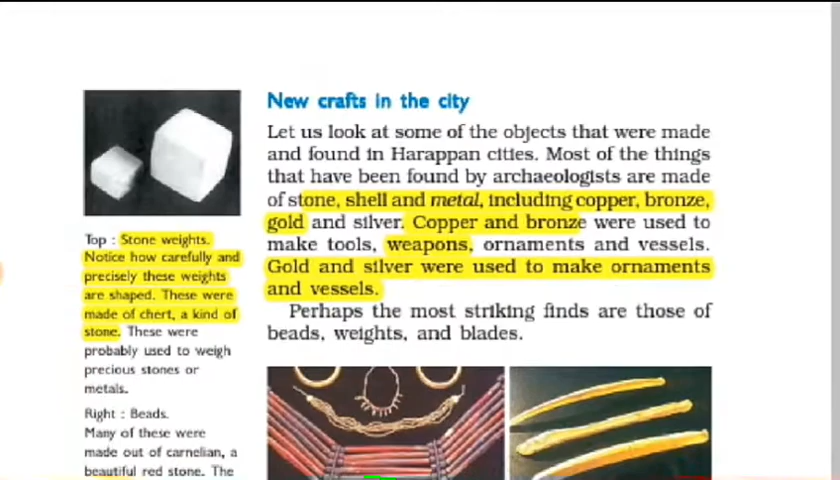 New crafts in the city
Let us look at some of the objects that were made
and found in Harappan cities. Most of the things
that have been found by archaeologists are made
of stone, shell and metal, including copper, bronze,
gold and silver. Copper and bronze were used to
make tools, weapons, ornaments and vessels.
Gold and silver were used to make ornaments
and vessels.
Perhaps the most striking finds are those of
beads, weights, and blades.
Top : Stone weights.
Notice how carefully and
precisely these weights
are shaped. These were
made of chert, a kind of
stone. These were
probably used to weigh
precious stones or
metals.
Right : Beads.
Many of these were
made out of carnelian, a
beautiful red stone. The